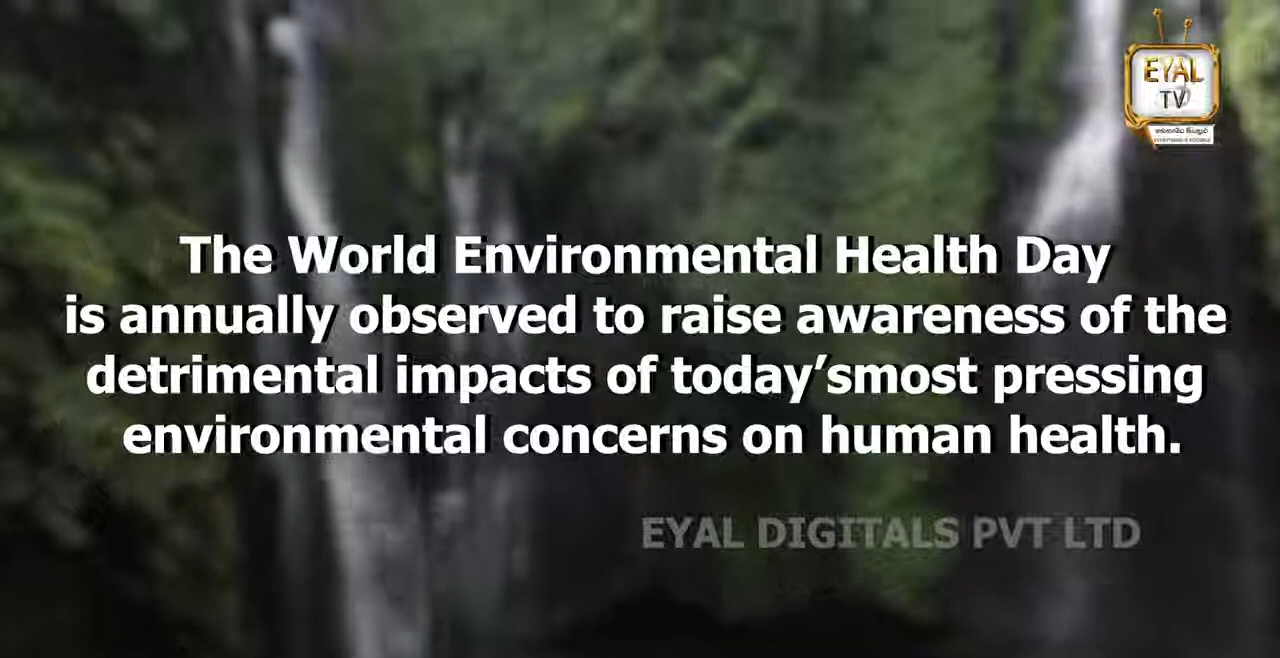 EYAL
TV
The World Environmental Health Day
is annually observed to raise awareness of the
detrimental impacts of today’smost pressing
environmental concerns on human health.
EYAL DIGITALS PVT LTD